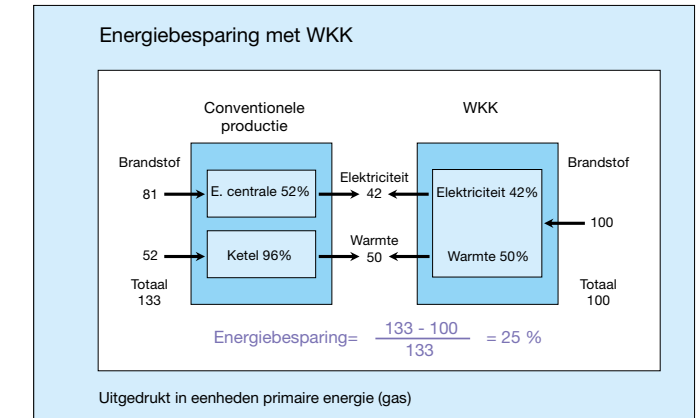 Energiebesparing met WKK
Conventionele
productie
WKK
Brandstof
Elektriciteit
Brandstof
81
E. centrale 52%
42
Elektriciteit 42%
100
Warmte
52
Ketel 96%
50
Warmte 50%
Totaal
133
Totaal
100
Energiebesparing= 133 - 100 = 25 %
133
Uitgedrukt in eenheden primaire energie (gas)